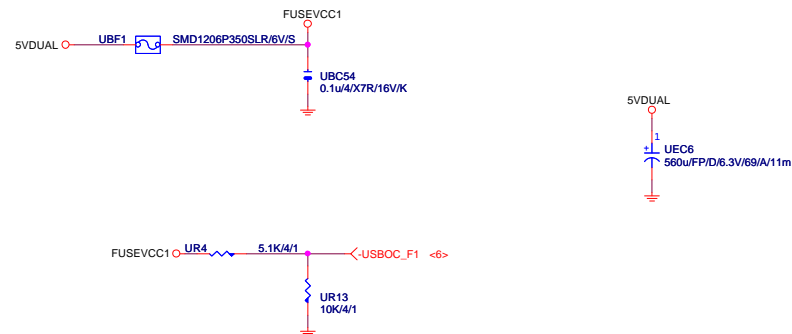 FUSEVCC1
5VDUAL UBF1 SMD1206P350SLR/6V/S
UBC54
0.1u/4/X7R/16V/K
5VDUAL
1
+
UEC6
560u/FP/D/6.3V/69/A/11m
FUSEVCC1 UR4 5.1K/4/1 -USBOC_F1 <6>
UR13
10K/4/1